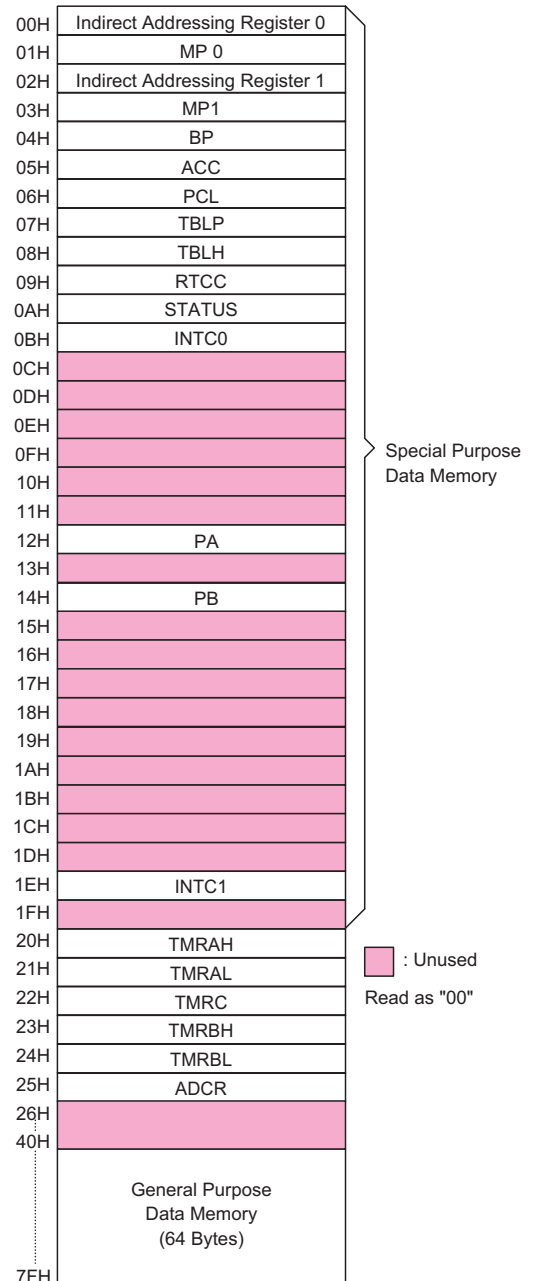 00H Indirect Addressing Register 0
01H MP 0
02H Indirect Addressing Register 1
03H MP1
04H BP
05H ACC
06H PCL
07H TBLP
08H TBLH
09H RTCC
0AH STATUS
0BH INTC0
0CH
0DH
0EH
0FH
Special Purpose
Data Memory
10H
11H
12H PA
13H
14H PB
15H
16H
17H
18H
19H
1AH
1BH
1CH
1DH
1EH INTC1
1FH
20H TMRAH
21H TMRAL
: Unused
22H TMRC
Read as "00"
23H TMRBH
24H TMRBL
25H ADCR
26H
40H
General Purpose
Data Memory
(64 Bytes)
7FH